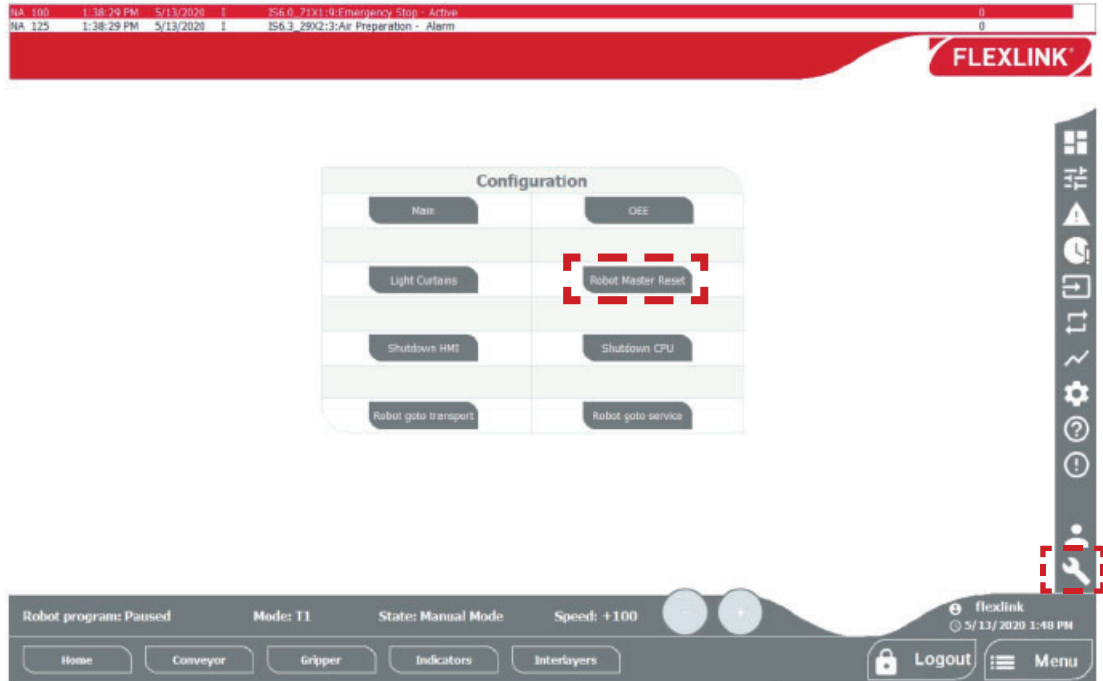 NA 100 1:38:29 PM 5/13/2020 I IS6.0_71X1:9:Emergency Stop - Active 0
NA 125 1:38:29 PM 5/13/2020 I IS6.3_29X2:3:Air Preparation - Alarm 0
FLEXLINK®
Configuration
Main OEE
Light Curtains Robot Master Reset
Shutdown HMI Shutdown CPU
Robot goto transport Robot goto service
Robot program: Paused Mode: T1 State: Manual Mode Speed: +100 - +
flexlink
5/13/2020 1:48 PM
Home Conveyor Gripper Indicators Interlayers Logout Menu